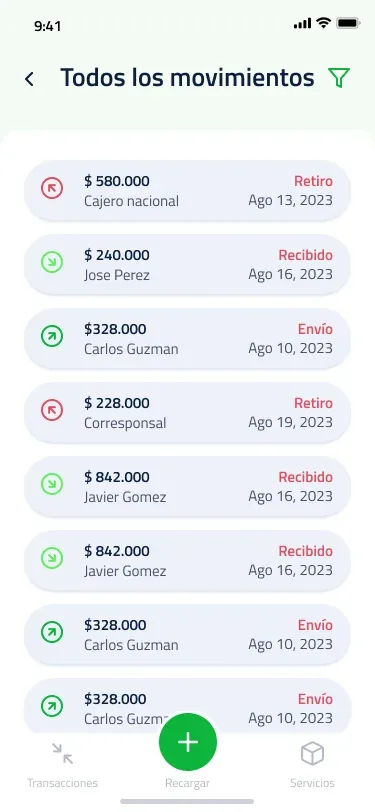 9:41
Todos los movimientos
$ 580.000 Retiro
Cajero nacional Ago 13, 2023
$ 240.000 Recibido
Jose Perez Ago 16, 2023
$328.000 Envío
Carlos Guzman Ago 10, 2023
$ 228.000 Retiro
Corresponsal Ago 19, 2023
$ 842.000 Recibido
Javier Gomez Ago 16, 2023
$ 842.000 Recibido
Javier Gomez Ago 16, 2023
$328.000 Envío
Carlos Guzman Ago 10, 2023
$328.000 Envío
Carlos Ago 10, 2023
Transacciones Recargar Servicios